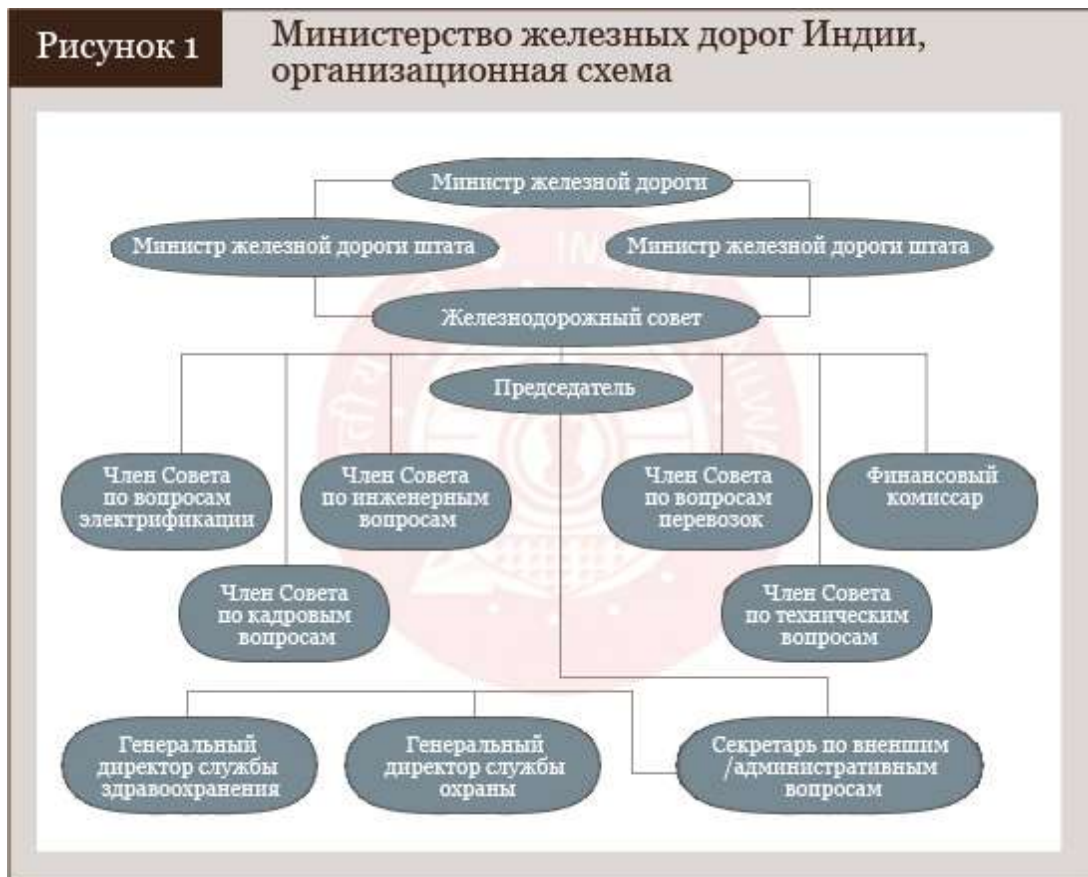 Рисунок 1
Министерство железных дорог Индии,
организационная схема
Министр железной дороги
Министр железной дороги штата
Министр железной дороги штата
Железнодорожный совет
Председатель
Член Совета
по вопросам
электрификации
Член Совета
по инженерным
вопросам
Член Совета
по вопросам
перевозок
Финансовый
комиссар
Член Совета
по кадровым
вопросам
Член Совета
по техническим
вопросам
Генеральный
директор службы
здравоохранения
Генеральный
директор службы
охраны
Секретарь по вненшим
/административным
вопросам